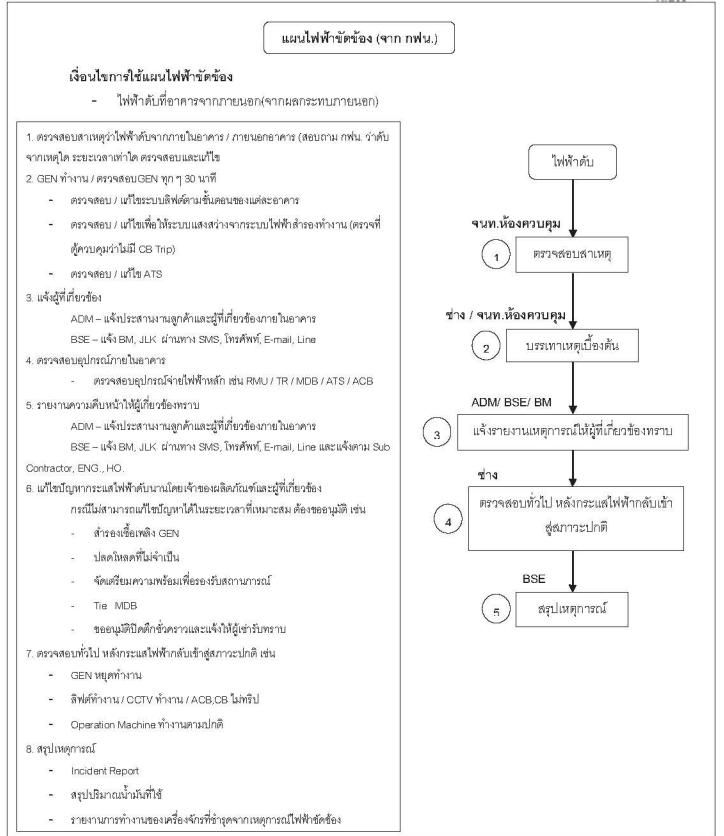 แผนไฟฟ้าขัดข้อง (จาก กฟน.)
เงื่อนไขการใช้แผนไฟฟ้าขัดข้อง
- ไฟฟ้าดับที่อาคารจากภายนอก(จากผลกระทบภายนอก)
1. ตรวจสอบสาเหตุว่าไฟฟ้าดับจากภายในอาคาร / ภายนอกอาคาร (สอบถาม กฟน. ว่าดับ
จากเหตุใด ระยะเวลาเท่าใด ตรวจสอบและแก้ไข
2. GEN ทำงาน / ตรวจสอบGEN ทุก ๆ 30 นาที
- ตรวจสอบ / แก้ไขระบบลิฟต์ตามขั้นตอนของแต่ละอาคาร
- ตรวจสอบ / แก้ไขเพื่อให้ระบบแสงสว่างจากระบบไฟฟ้าสำรองทำงาน (ตรวจที่
ตู้ควบคุมว่าไม่มี CB Trip)
- ตรวจสอบ / แก้ไข ATS
3. แจ้งผู้ที่เกี่ยวข้อง
ADM – แจ้งประสานงานลูกค้าและผู้ที่เกี่ยวข้องภายในอาคาร
BSE – แจ้ง BM, JLK ผ่านทาง SMS, โทรศัพท์, E-mail, Line
4. ตรวจสอบอุปกรณ์ภายในอาคาร
- ตรวจสอบอุปกรณ์จ่ายไฟฟ้าหลัก เช่น RMU / TR / MDB / ATS / ACB
5. รายงานความคืบหน้าให้ผู้เกี่ยวข้องทราบ
ADM – แจ้งประสานงานลูกค้าและผู้ที่เกี่ยวข้องภายในอาคาร
BSE – แจ้ง BM, JLK ผ่านทาง SMS, โทรศัพท์, E-mail, Line และแจ้งตาม Sub
Contractor, ENG., HO.
6. แก้ไขปัญหากระแสไฟฟ้าดับนานโดยเจ้าของผลิตภัณฑ์และผู้ที่เกี่ยวข้อง
กรณีไม่สามารถแก้ไขปัญหาได้ในระยะเวลาที่เหมาะสม ต้องขออนุมัติ เช่น
- สำรองเชื้อเพลิง GEN
- ปลดโหลดที่ไม่จำเป็น
- จัดเตรียมความพร้อมเพื่อรองรับสถานการณ์
- Tie MDB
- ขออนุมัติปิดตึกชั่วคราวและแจ้งให้ผู้เช่ารับทราบ
7. ตรวจสอบทั่วไป หลังกระแสไฟฟ้ากลับเข้าสู่สภาวะปกติ เช่น
- GEN หยุดทำงาน
- ลิฟต์ทำงาน / CCTV ทำงาน / ACB,CB ไม่ทริป
- Operation Machine ทำงานตามปกติ
8. สรุปเหตุการณ์
- Incident Report
- สรุปปริมาณน้ำมันที่ใช้
- รายงานการทำงานของเครื่องจักรที่ชำรุดจากเหตุการณ์ไฟฟ้าขัดข้อง
ไฟฟ้าดับ
จนท.ห้องควบคุม
1 ตรวจสอบสาเหตุ
ช่าง / จนท.ห้องควบคุม
2 บรรเทาเหตุเบื้องต้น
ADM/ BSE/ BM
3 แจ้งรายงานเหตุการณ์ให้ผู้ที่เกี่ยวข้องทราบ
ช่าง
4 ตรวจสอบทั่วไป หลังกระแสไฟฟ้ากลับเข้า
สู่สภาวะปกติ
BSE
5 สรุปเหตุการณ์